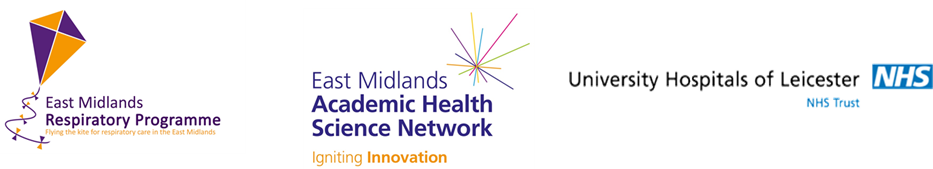 East Midlands
Respiratory Programme
Flying the kite for respiratory care in the East Midlands
East Midlands
Academic Health
Science Network
Igniting Innovation
University Hospitals of Leicester NHS
NHS Trust